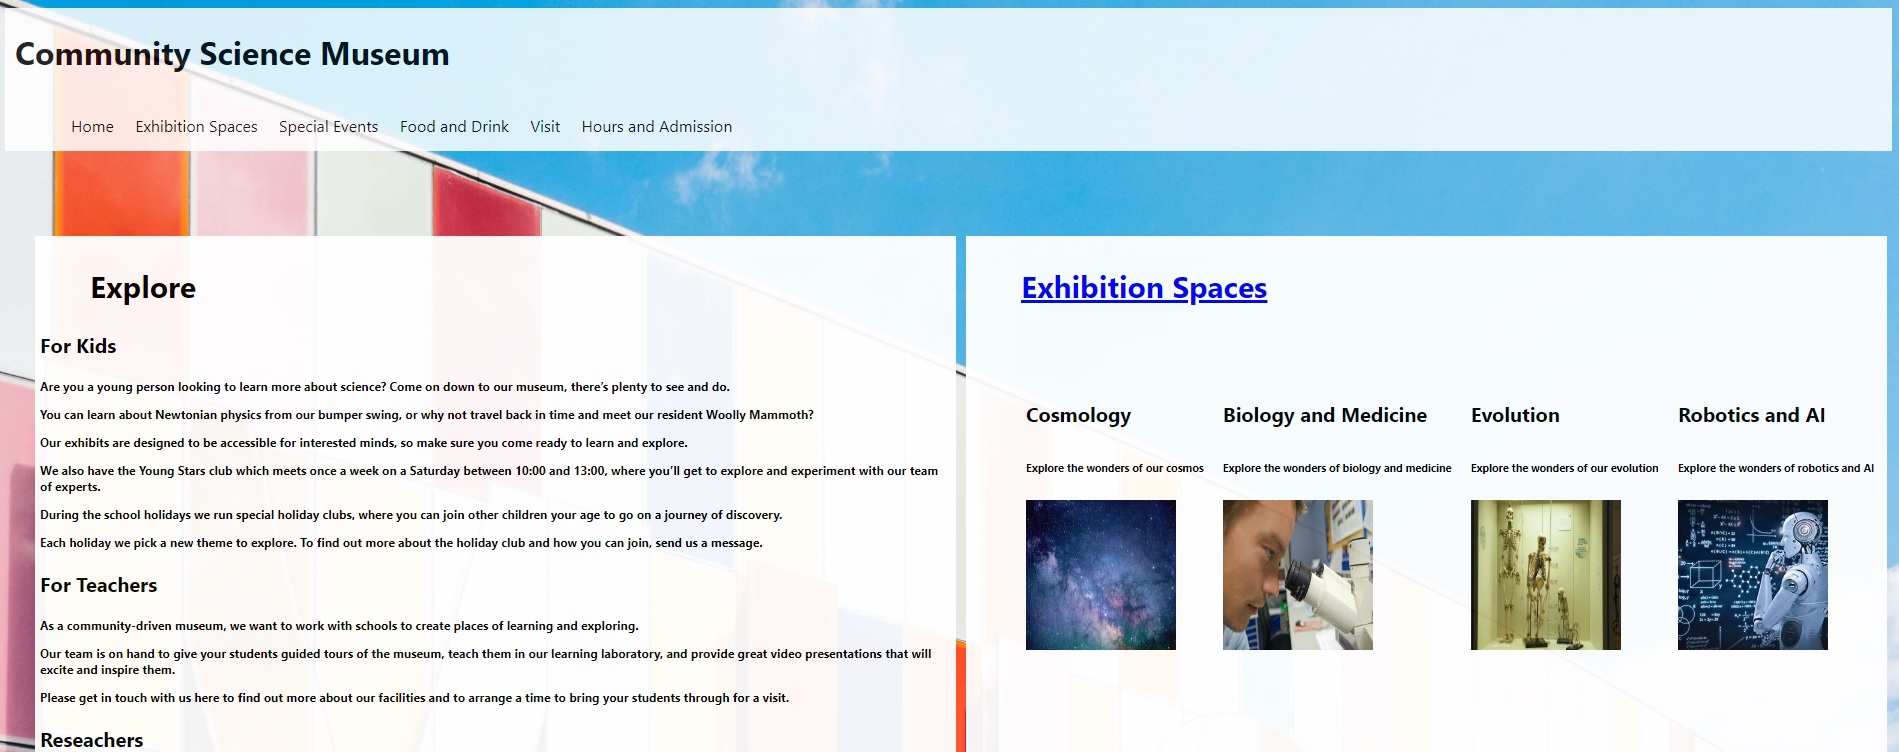 Community Science Museum
Home Exhibition Spaces Special Events Food and Drink Visit Hours and Admission
Explore
For Kids
Are you a young person looking to learn more about science? Come on down to our museum, there's plenty to see and do.
You can learn about Newtonian physics from our bumper swing, or why not travel back in time and meet our resident Woolly Mammoth?
Our exhibits are designed to be accessible for interested minds, so make sure you come ready to learn and explore.
We also have the Young Stars club which meets once a week on a Saturday between 10:00 and 13:00, where you'll get to explore and experiment with our team
of experts.
During the school holidays we run special holiday clubs, where you can join other children your age to go on a journey of discovery.
Each holiday we pick a new theme to explore. To find out more about the holiday club and how you can join, send us a message.
For Teachers
As a community-driven museum, we want to work with schools to create places of learning and exploring.
Our team is on hand to give your students guided tours of the museum, teach them in our learning laboratory, and provide great video presentations that will
excite and inspire them.
Please get in touch with us here to find out more about our facilities and to arrange a time to bring your students through for a visit.
Reseachers
Exhibition Spaces
Cosmology
Explore the wonders of our cosmos
Biology and Medicine
Explore the wonders of biology and medicine
Evolution
Explore the wonders of our evolution
Robotics and AI
Explore the wonders of robotics and AI